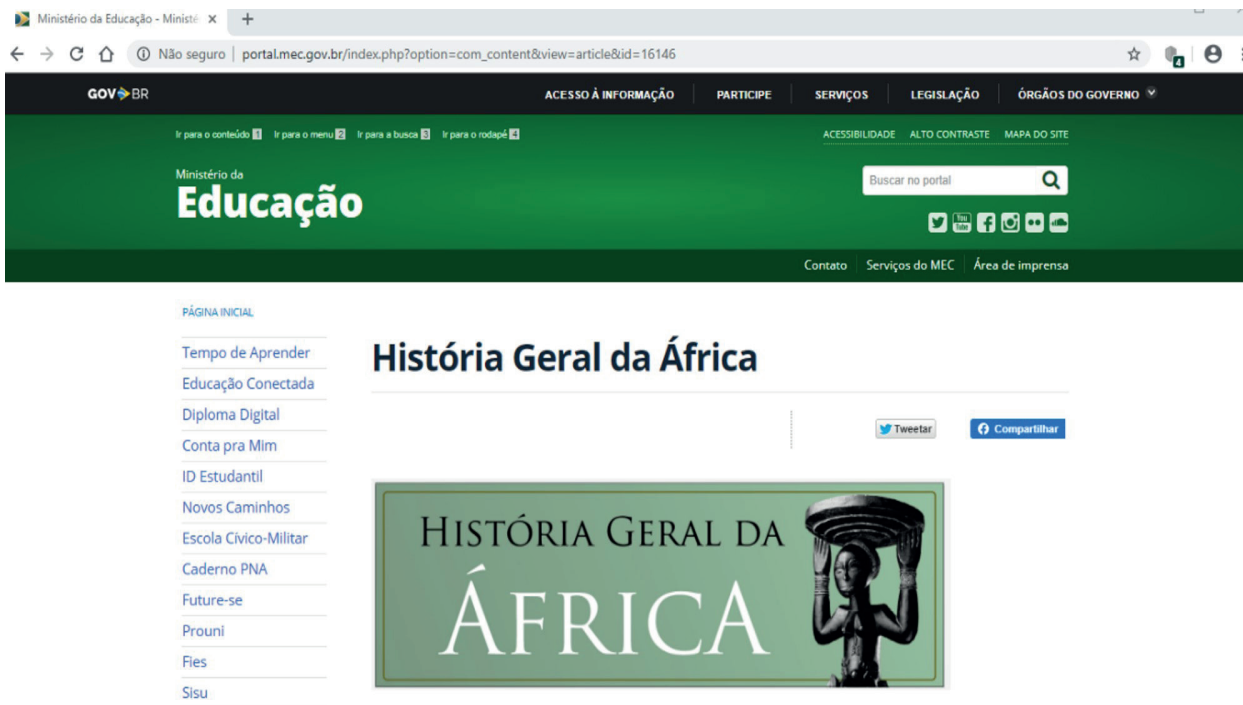 Ministério da Educação - Ministé
Não seguro | portal.mec.gov.br/index.php?option=com_content&view=article&id=16146
4
GOV BR
ACESSO À INFORMAÇÃO
PARTICIPE
SERVIÇOS
LEGISLAÇÃO
ÓRGÃOS DO GOVERNO
Ir para o conteúdo 1 Ir para o menu 2 Ir para a busca 3 Ir para o rodapé 4
ACESSIBILIDADE ALTO CONTRASTE MAPA DO SITE
Ministério da
Educação
Buscar no portal
You Tube
Contato Serviços do MEC Área de imprensa
PÁGINA INICIAL
Tempo de Aprender
Educação Conectada
Diploma Digital
Conta pra Mim
ID Estudantil
Novos Caminhos
Escola Cívico-Militar
Caderno PNA
Future-se
Prouni
Fies
Sisu
História Geral da África
Tweetar
Compartilhar
HISTÓRIA GERAL DA
ÁFRICA